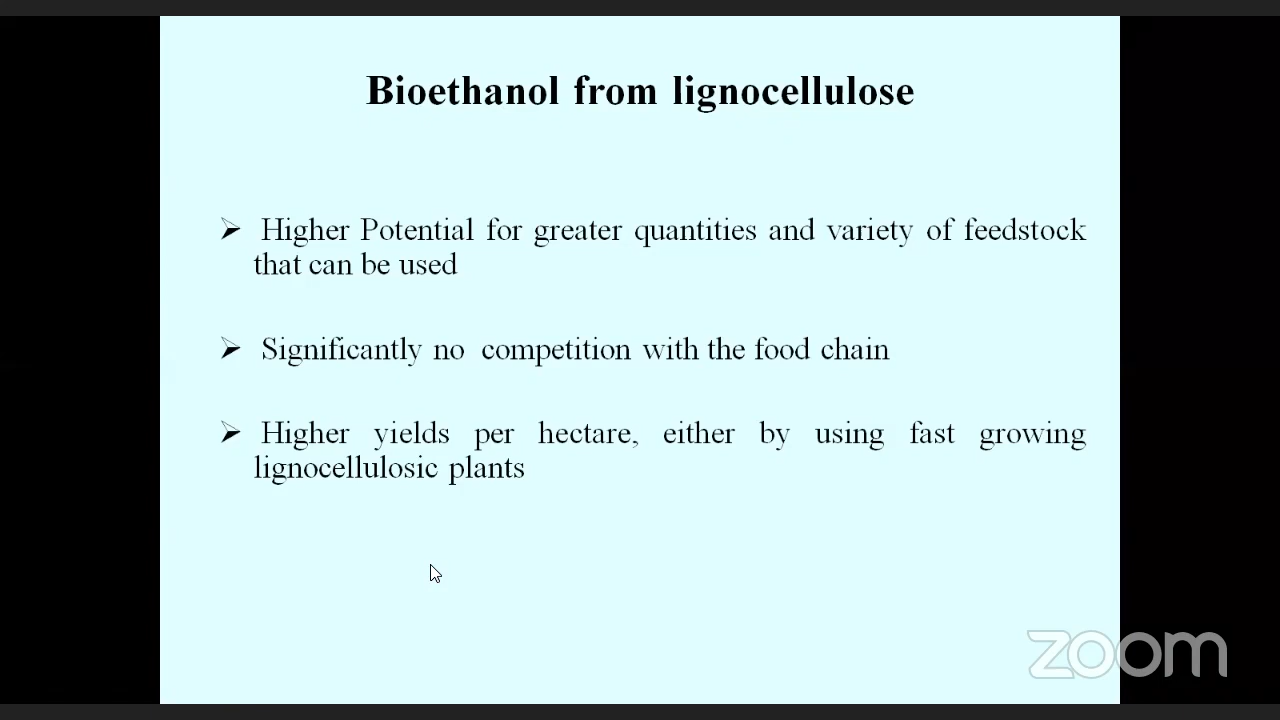 Bioethanol from lignocellulose
➢ Higher Potential for greater quantities and variety of feedstock
that can be used
➢ Significantly no competition with the food chain
➢ Higher yields per hectare, either by using fast growing
lignocellulosic plants
zoom